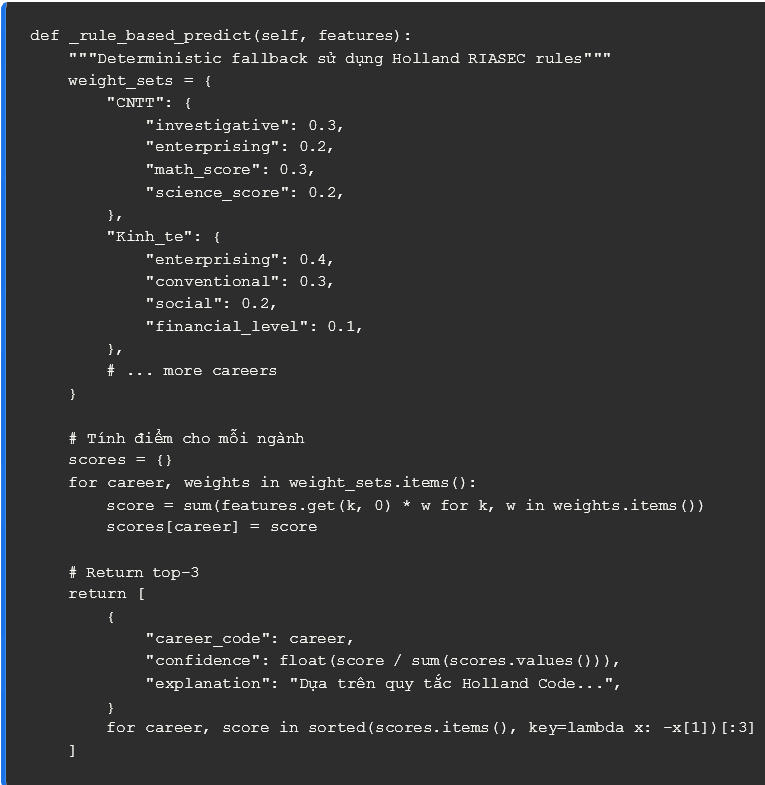 def _rule_based_predict(self, features):
    """Deterministic fallback sử dụng Holland RIASEC rules"""
    weight_sets = {
        "CNTT": {
            "investigative": 0.3,
            "enterprising": 0.2,
            "math_score": 0.3,
            "science_score": 0.2,
        },
        "Kinh_te": {
            "enterprising": 0.4,
            "conventional": 0.3,
            "social": 0.2,
            "financial_level": 0.1,
        },
        # ... more careers
    }

    # Tính điểm cho mỗi ngành
    scores = {}
    for career, weights in weight_sets.items():
        score = sum(features.get(k, 0) * w for k, w in weights.items())
        scores[career] = score

    # Return top-3
    return [
        {
            "career_code": career,
            "confidence": float(score / sum(scores.values())),
            "explanation": "Dựa trên quy tắc Holland Code...",
        }
        for career, score in sorted(scores.items(), key=lambda x: -x[1])[:3]
    ]